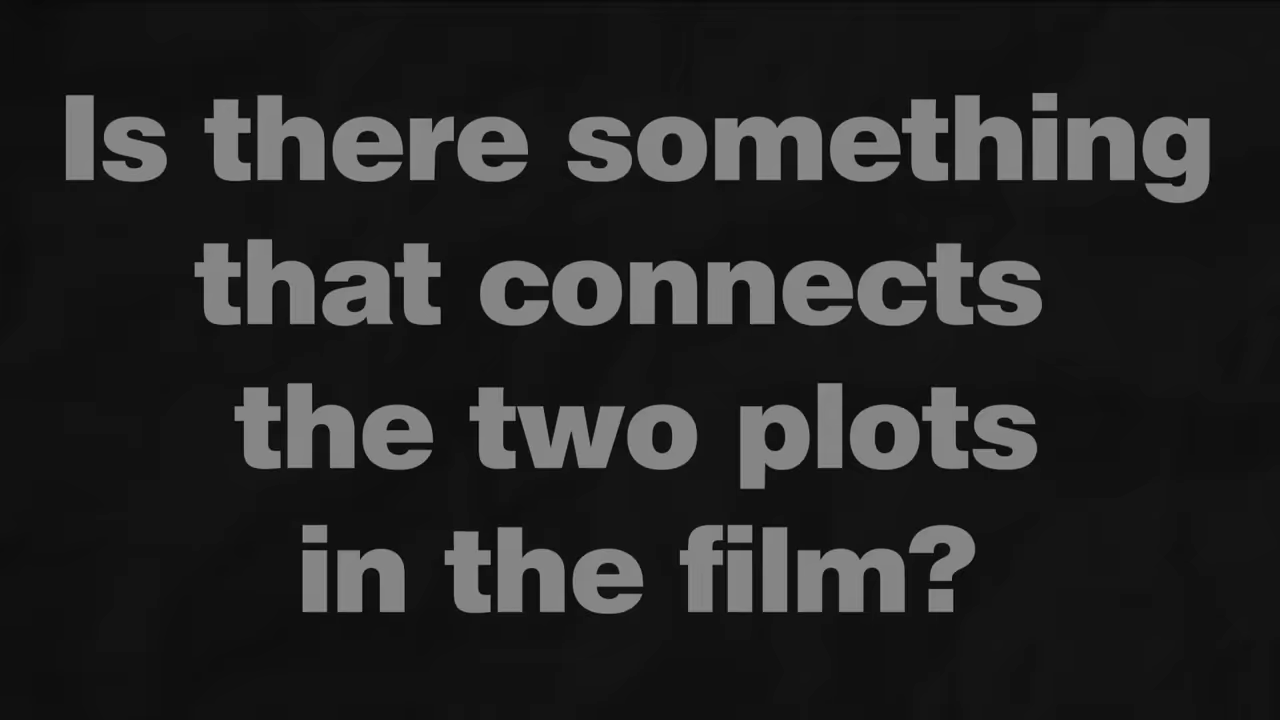 Is there something
that connects
the two plots
in the film?